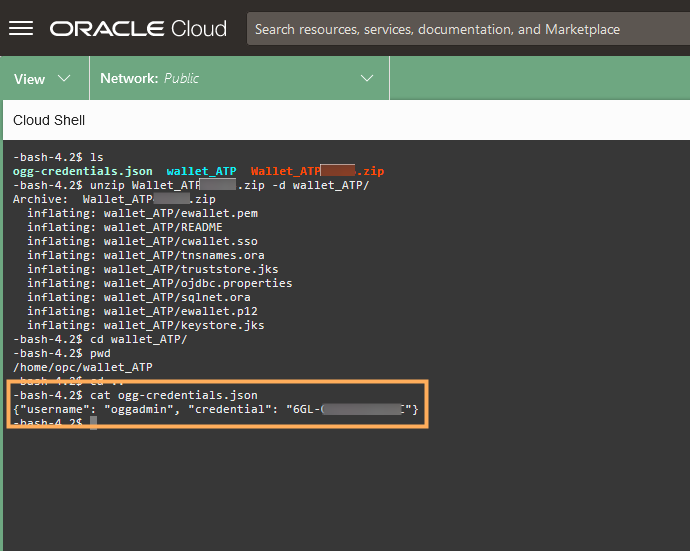 ORACLE Cloud
Search resources, services, documentation, and Marketplace
View
Network: Public
Cloud Shell
-bash-4.2$ ls
ogg-credentials.json wallet_ATP Wallet_ATP .zip
-bash-4.2$ unzip Wallet_ATP .zip -d wallet_ATP/
Archive: Wallet_ATP .zip
inflating: wallet_ATP/ewallet.pem
inflating: wallet_ATP/README
inflating: wallet_ATP/cwallet.sso
inflating: wallet_ATP/tnsnames.ora
inflating: wallet_ATP/truststore.jks
inflating: wallet_ATP/ojdbc.properties
inflating: wallet_ATP/sqlnet.ora
inflating: wallet_ATP/ewallet.p12
inflating: wallet_ATP/keystore.jks
-bash-4.2$ cd wallet_ATP/
-bash-4.2$ pwd
/home/opc/wallet_ATP
-bash-4.2$ cd ..
-bash-4.2$ cat ogg-credentials.json
{"username": "oggadmin", "credential": "6GL- "}
-bash-4.2$